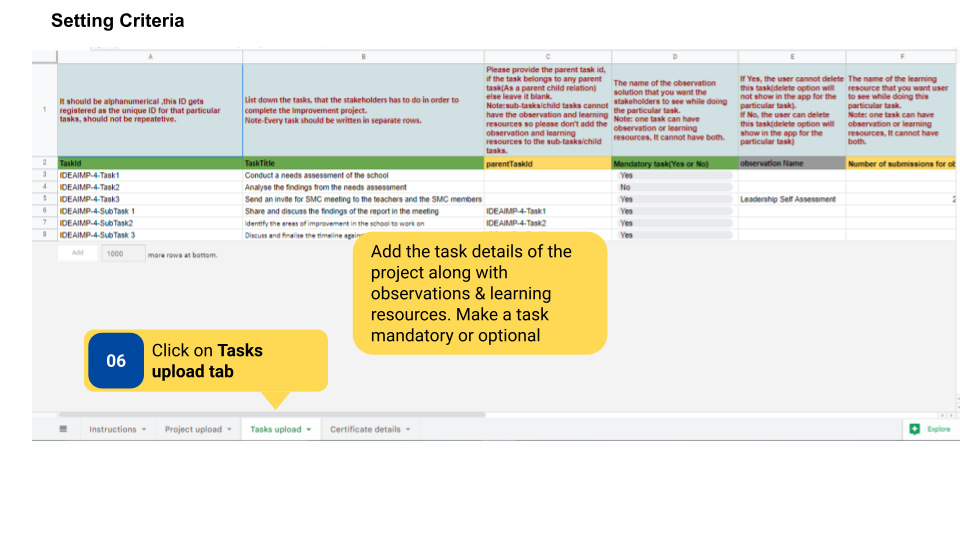 Setting Criteria
A B C D E F
1
It should be alphanumerical ,this ID gets
registered as the unique ID for that particular
tasks, should not be repeatetive.
List down the tasks, that the stakeholders has to do in order to
complete the Improvement project.
Note-Every task should be written in separate rows.
Please provide the parent task id,
if the task belongs to any parent
task(As a parent child relation)
else leave it blank.
Note:sub-tasks/child tasks cannot
have the observation and learning
resources so please don't add the
observation and learning
resources to the sub-tasks/child
tasks.
The name of the observation
solution that you want the
stakeholders to see while doing
the particular task.
Note: one task can have
observation or learning
resources, It cannot have both.
If Yes, the user cannot delete
this task(delete option will
not show in the app for the
particular task).
If No, the user can delete
this task(delete option will
show in the app for the
particular task)
The name of the learning
resource that you want user
to see while doing this
particular task.
Note: one task can have
observation or learning
resources, It cannot have
both.
2 TaskId TaskTitle parentTaskId Mandatory task(Yes or No) observation Name Number of submissions for ob
3 IDEAIMP-4-Task1 Conduct a needs assessment of the school Yes
4 IDEAIMP-4-Task2 Analyse the findings from the needs assessment No
5 IDEAIMP-4-Task3 Send an invite for SMC meeting to the teachers and the SMC members Yes Leadership Self Assessment 2
6 IDEAIMP-4-SubTask 1 Share and discuss the findings of the report in the meeting IDEAIMP-4-Task1 Yes
7 IDEAIMP-4-SubTask2 Identify the areas of improvement in the school to work on IDEAIMP-4-Task2 Yes
8 IDEAIMP-4-SubTask 3 Discuss and finalise the timeline Yes
Add 1000 more rows at bottom.
Add the task details of the
project along with
observations & learning
resources. Make a task
mandatory or optional
06
Click on Tasks
upload tab
Instructions Project upload Tasks upload Certificate details Explore